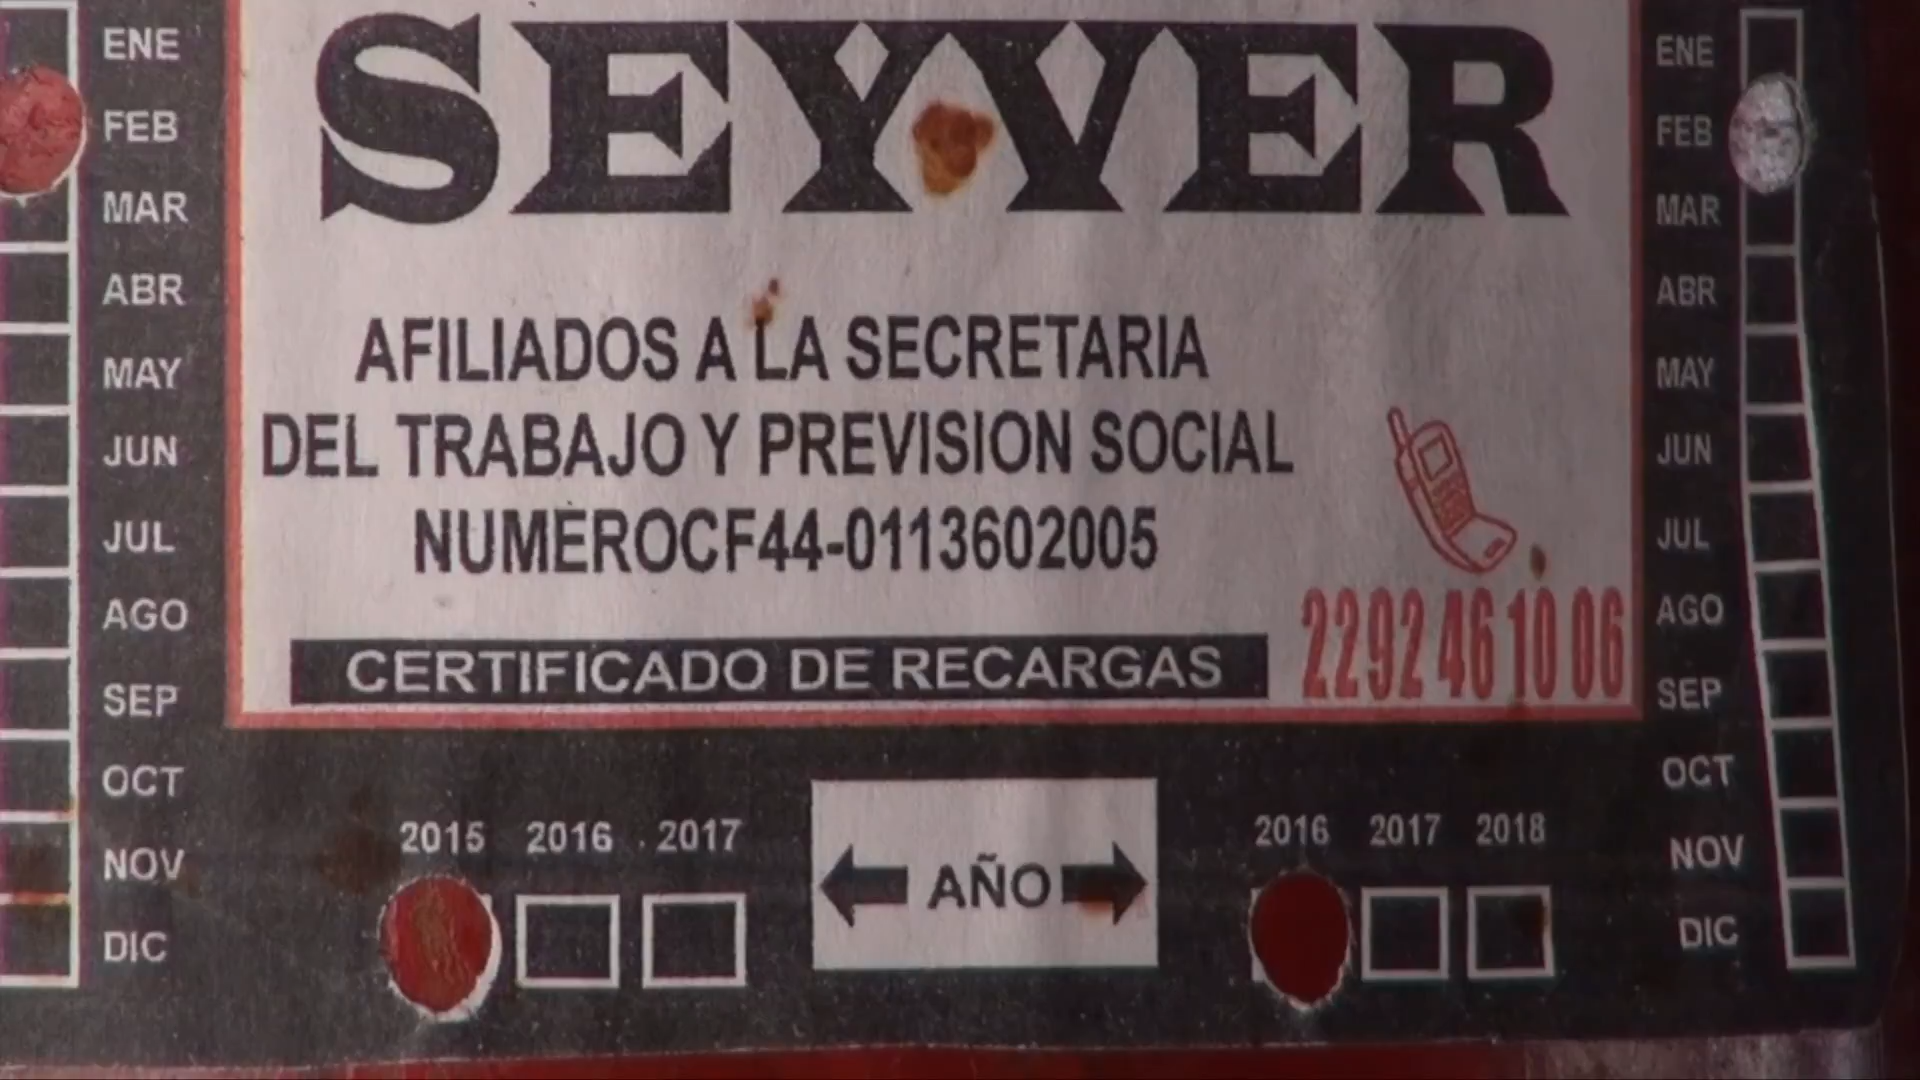 SEYVER
AFILIADOS A LA SECRETARIA
DEL TRABAJO Y PREVISION SOCIAL
NUMEROCF44-0113602005
CERTIFICADO DE RECARGAS
2292 46 10 06
ENE
FEB
MAR
ABR
MAY
JUN
JUL
AGO
SEP
OCT
NOV
DIC
2015 2016 2017
AÑO
2016 2017 2018
ENE
FEB
MAR
ABR
MAY
JUN
JUL
AGO
SEP
OCT
NOV
DIC